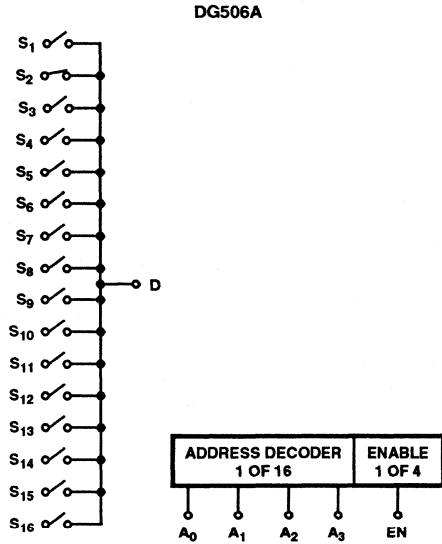 DG506A
S1
S2
S3
S4
S5
S6
S7
S8
D
S9
S10
S11
S12
S13
S14
S15
S16
ADDRESS DECODER
1 OF 16
ENABLE
1 OF 4
A0 A1 A2 A3 EN